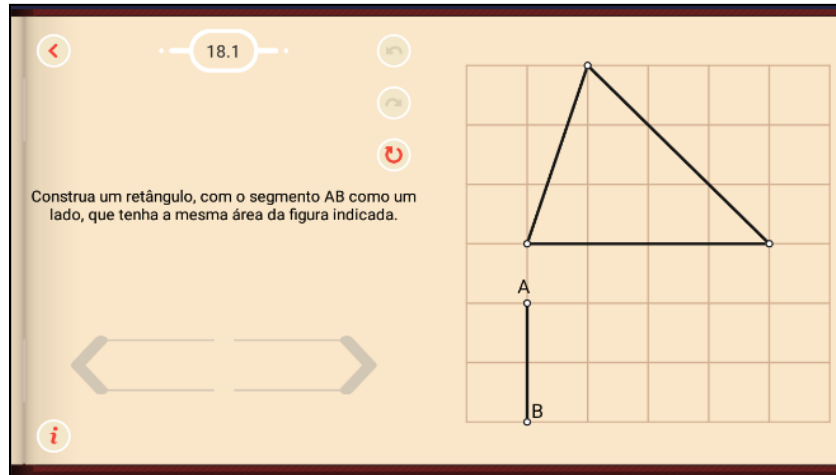 18.1
Construa um retângulo, com o segmento AB como um
lado, que tenha a mesma área da figura indicada.
A
B
i